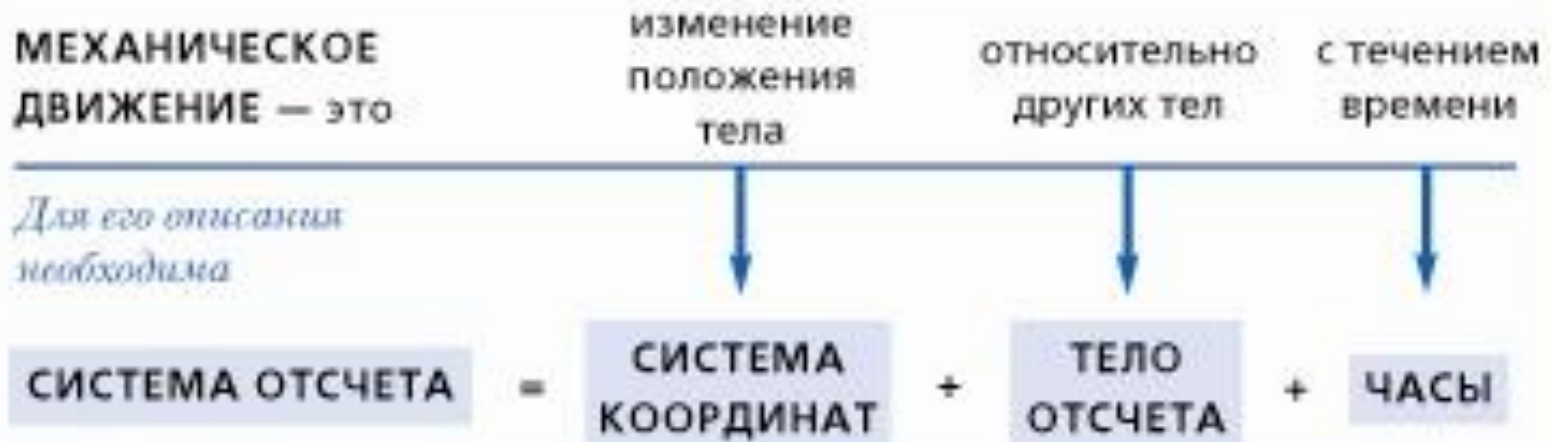 МЕХАНИЧЕСКОЕ
ДВИЖЕНИЕ — это
изменение
положения
тела
относительно
других тел
с течением
времени
Для его описания
необходима
СИСТЕМА ОТСЧЕТА
=
СИСТЕМА
КООРДИНАТ
+
ТЕЛО
ОТСЧЕТА
+
ЧАСЫ